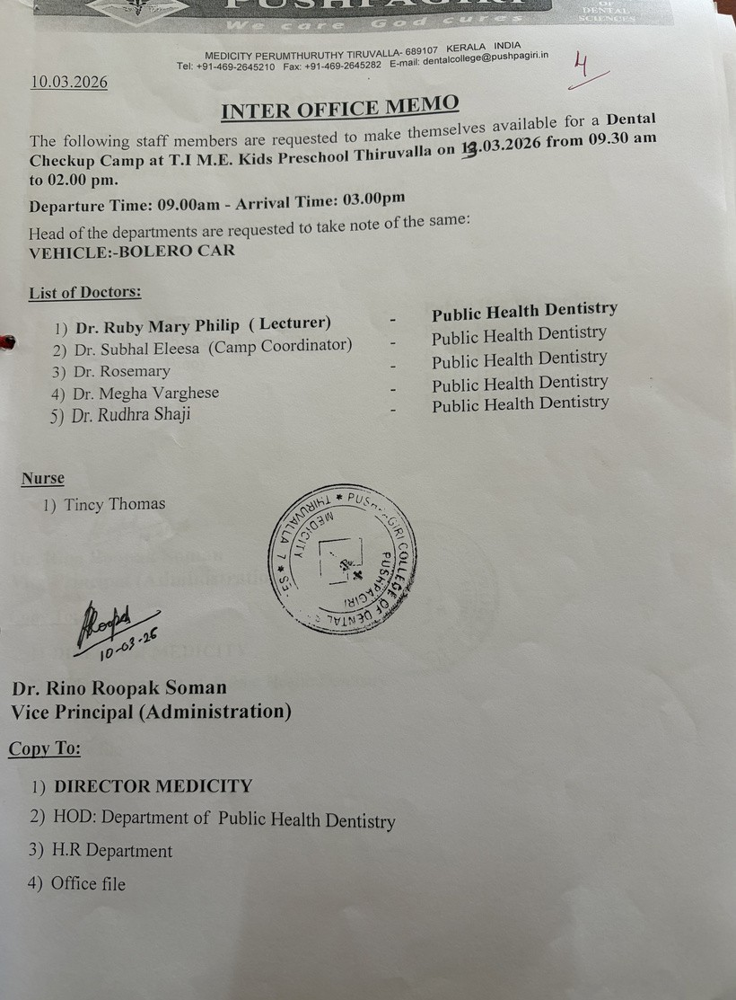 PUSHPAGIRI
OF
DENTAL
SCIENCES
We care God cures
MEDICITY PERUMTHURUTHY TIRUVALLA- 689107 KERALA INDIA
Tel: +91-469-2645210 Fax: +91-469-2645282 E-mail: dentalcollege@pushpagiri.in
4
10.03.2026
INTER OFFICE MEMO
The following staff members are requested to make themselves available for a Dental
Checkup Camp at T.I M.E. Kids Preschool Thiruvalla on .03.2026 from 09.30 am
to 02.00 pm.
Departure Time: 09.00am - Arrival Time: 03.00pm
Head of the departments are requested to take note of the same:
VEHICLE:-BOLERO CAR
List of Doctors:
1) Dr. Ruby Mary Philip ( Lecturer) - Public Health Dentistry
2) Dr. Subhal Eleesa (Camp Coordinator) - Public Health Dentistry
3) Dr. Rosemary - Public Health Dentistry
4) Dr. Megha Varghese - Public Health Dentistry
5) Dr. Rudhra Shaji - Public Health Dentistry
Nurse
1) Tincy Thomas
PUSHPAGIRI COLLEGE OF DENTAL
THIRUVALLA 7
MEDICITY
PUSHPAGIRI
Roopak
10-03-26
Dr. Rino Roopak Soman
Vice Principal (Administration)
Copy To:
1) DIRECTOR MEDICITY
2) HOD: Department of Public Health Dentistry
3) H.R Department
4) Office file